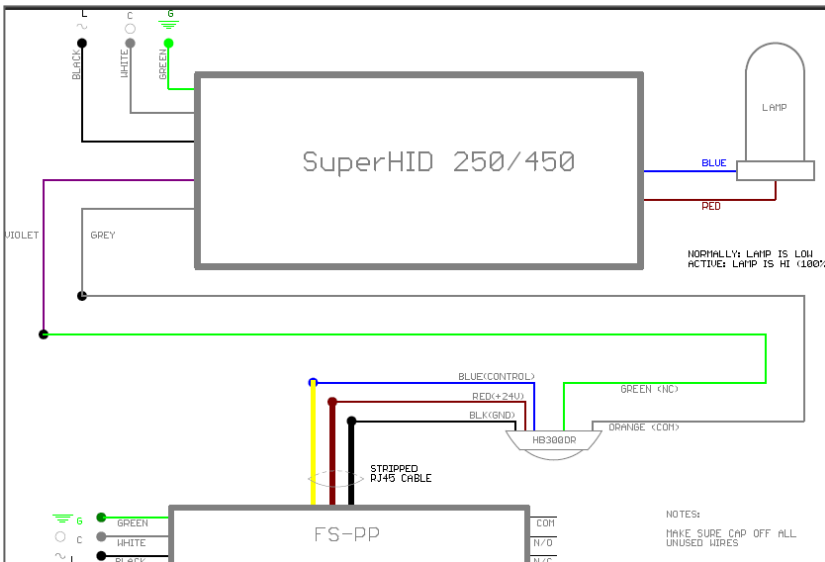 L C G
BLACK
WHITE
GREEN
SuperHID 250/450
LAMP
BLUE
RED
VIOLET
GREY
NORMALLY: LAMP IS LOW
ACTIVE: LAMP IS HI (100%
BLUE(CONTROL)
RED(+24V)
BLK(GND)
GREEN (NC)
ORANGE (COM)
HB300DR
STRIPPED
RJ45 CABLE
G GREEN
C WHITE
L BLACK
FS-PP
COM
N/O
N/C
NOTES:
MAKE SURE CAP OFF ALL
UNUSED WIRES